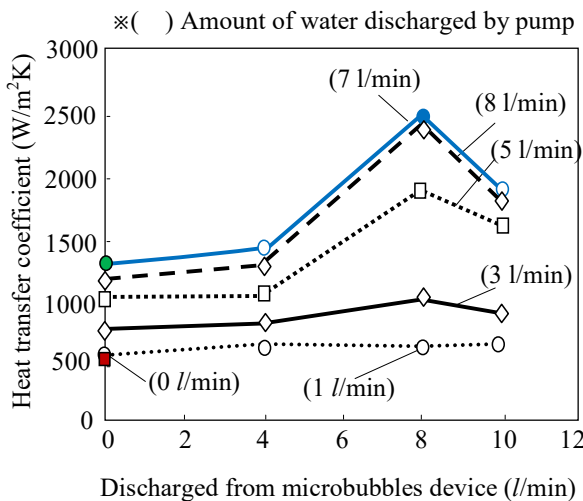 ※( ) Amount of water discharged by pump
Heat transfer coefficient (W/m²K)
3000
2500
2000
1500
1000
500
0
(7 l/min)
(8 l/min)
(5 l/min)
(3 l/min)
(0 l/min)
(1 l/min)
0 2 4 6 8 10 12
Discharged from microbubbles device (l/min)